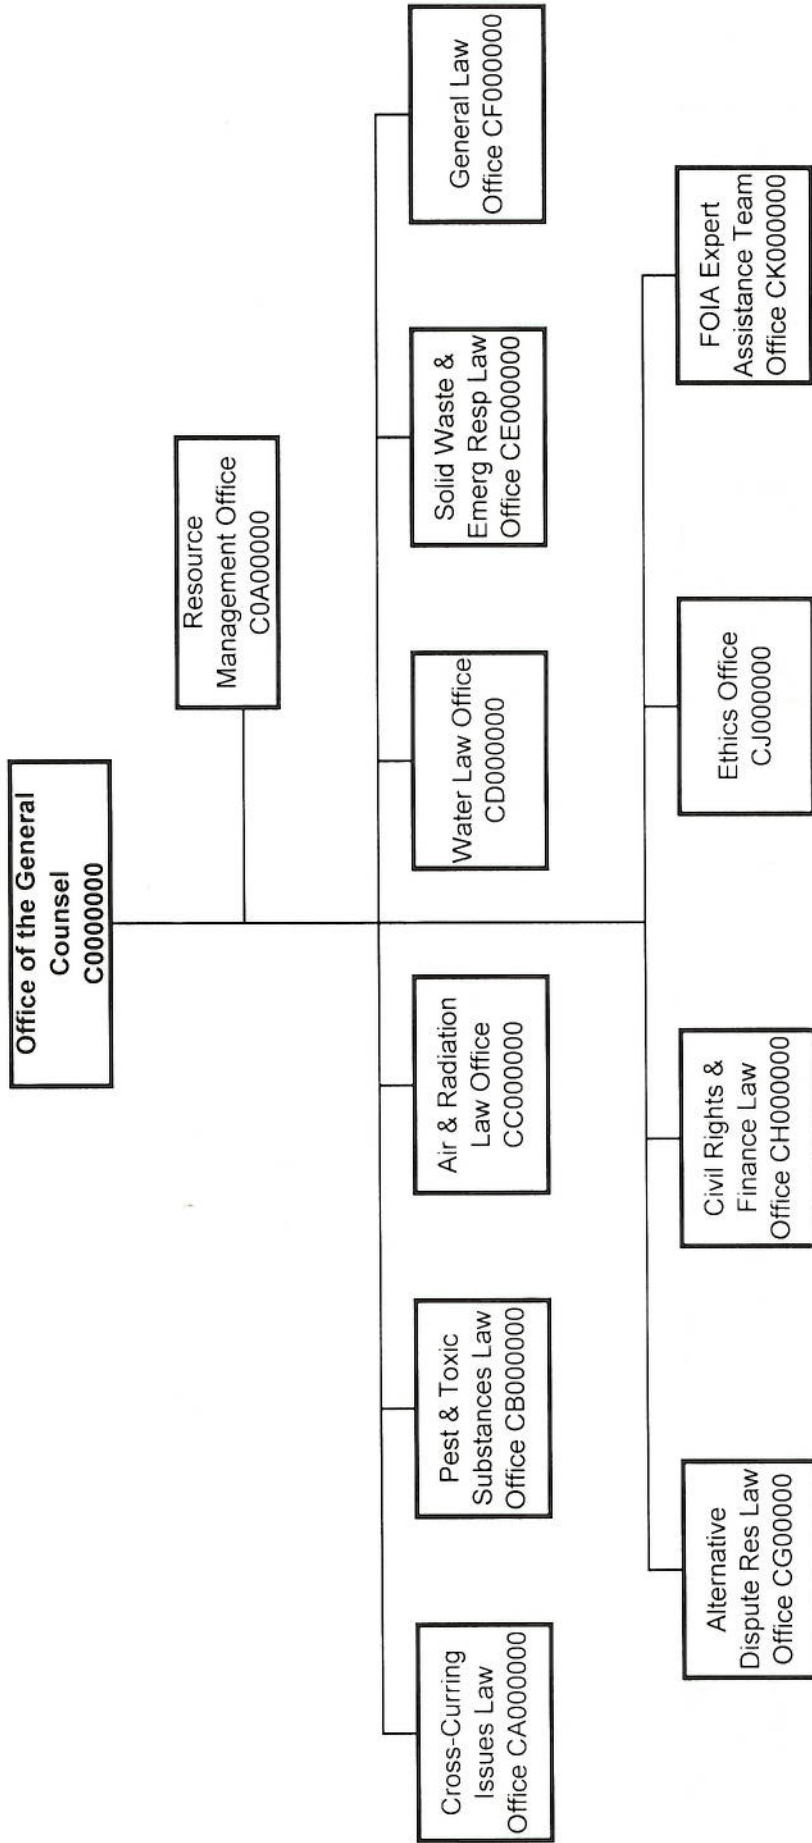 Office of the General
Counsel
C0000000
Resource
Management Office
C0A00000
Cross-Curring
Issues Law
Office CA000000
Pest & Toxic
Substances Law
Office CB000000
Air & Radiation
Law Office
CC000000
Water Law Office
CD000000
Solid Waste &
Emerg Resp Law
Office CE000000
General Law
Office CF000000
Alternative
Dispute Res Law
Office CG00000
Civil Rights &
Finance Law
Office CH000000
Ethics Office
CJ000000
FOIA Expert
Assistance Team
Office CK000000